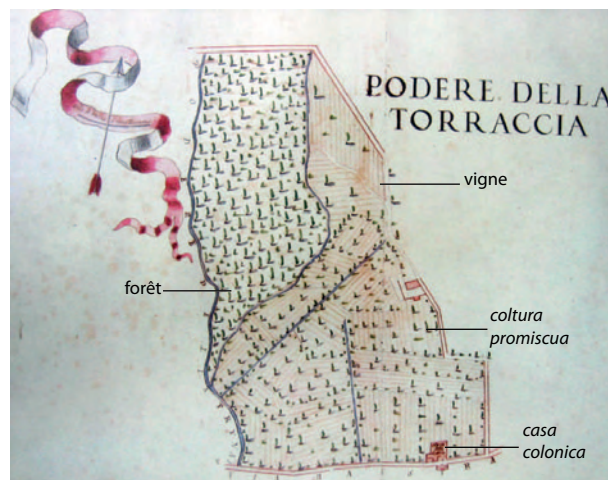 PODERE DELLA
TORRACCIA
vigne
forêt
coltura
promiscua
casa
colonica